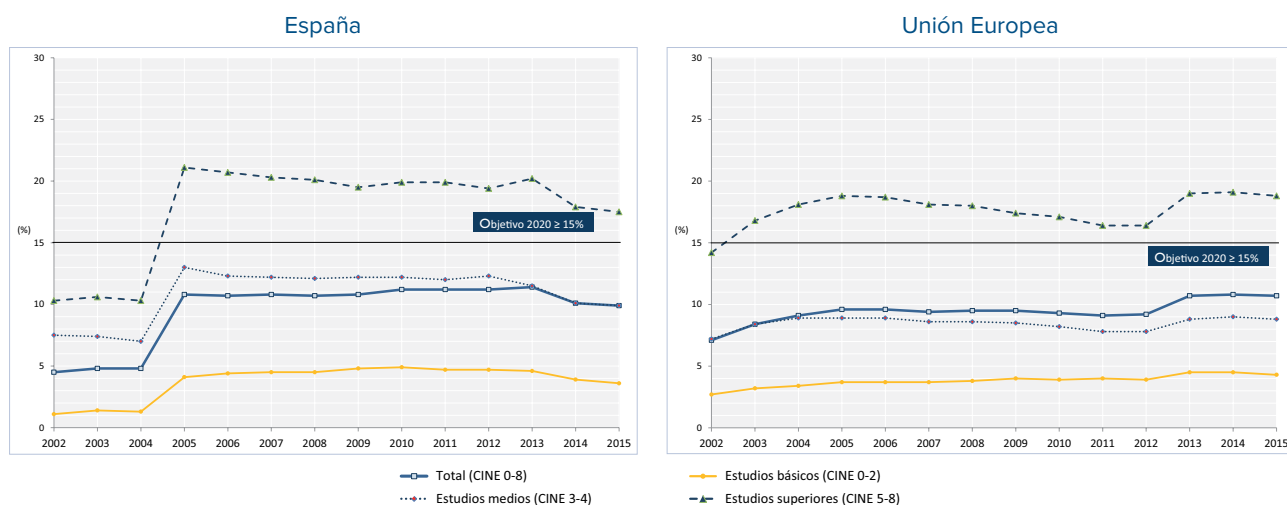 España
30
25
20
(%)
15
10
5
0
Objetivo 2020 ≥ 15%
2002 2003 2004 2005 2006 2007 2008 2009 2010 2011 2012 2013 2014 2015
Unión Europea
30
25
20
(%)
15
10
5
0
Objetivo 2020 ≥ 15%
2002 2003 2004 2005 2006 2007 2008 2009 2010 2011 2012 2013 2014 2015
Total (CINE 0-8)
Estudios básicos (CINE 0-2)
Estudios medios (CINE 3-4)
Estudios superiores (CINE 5-8)